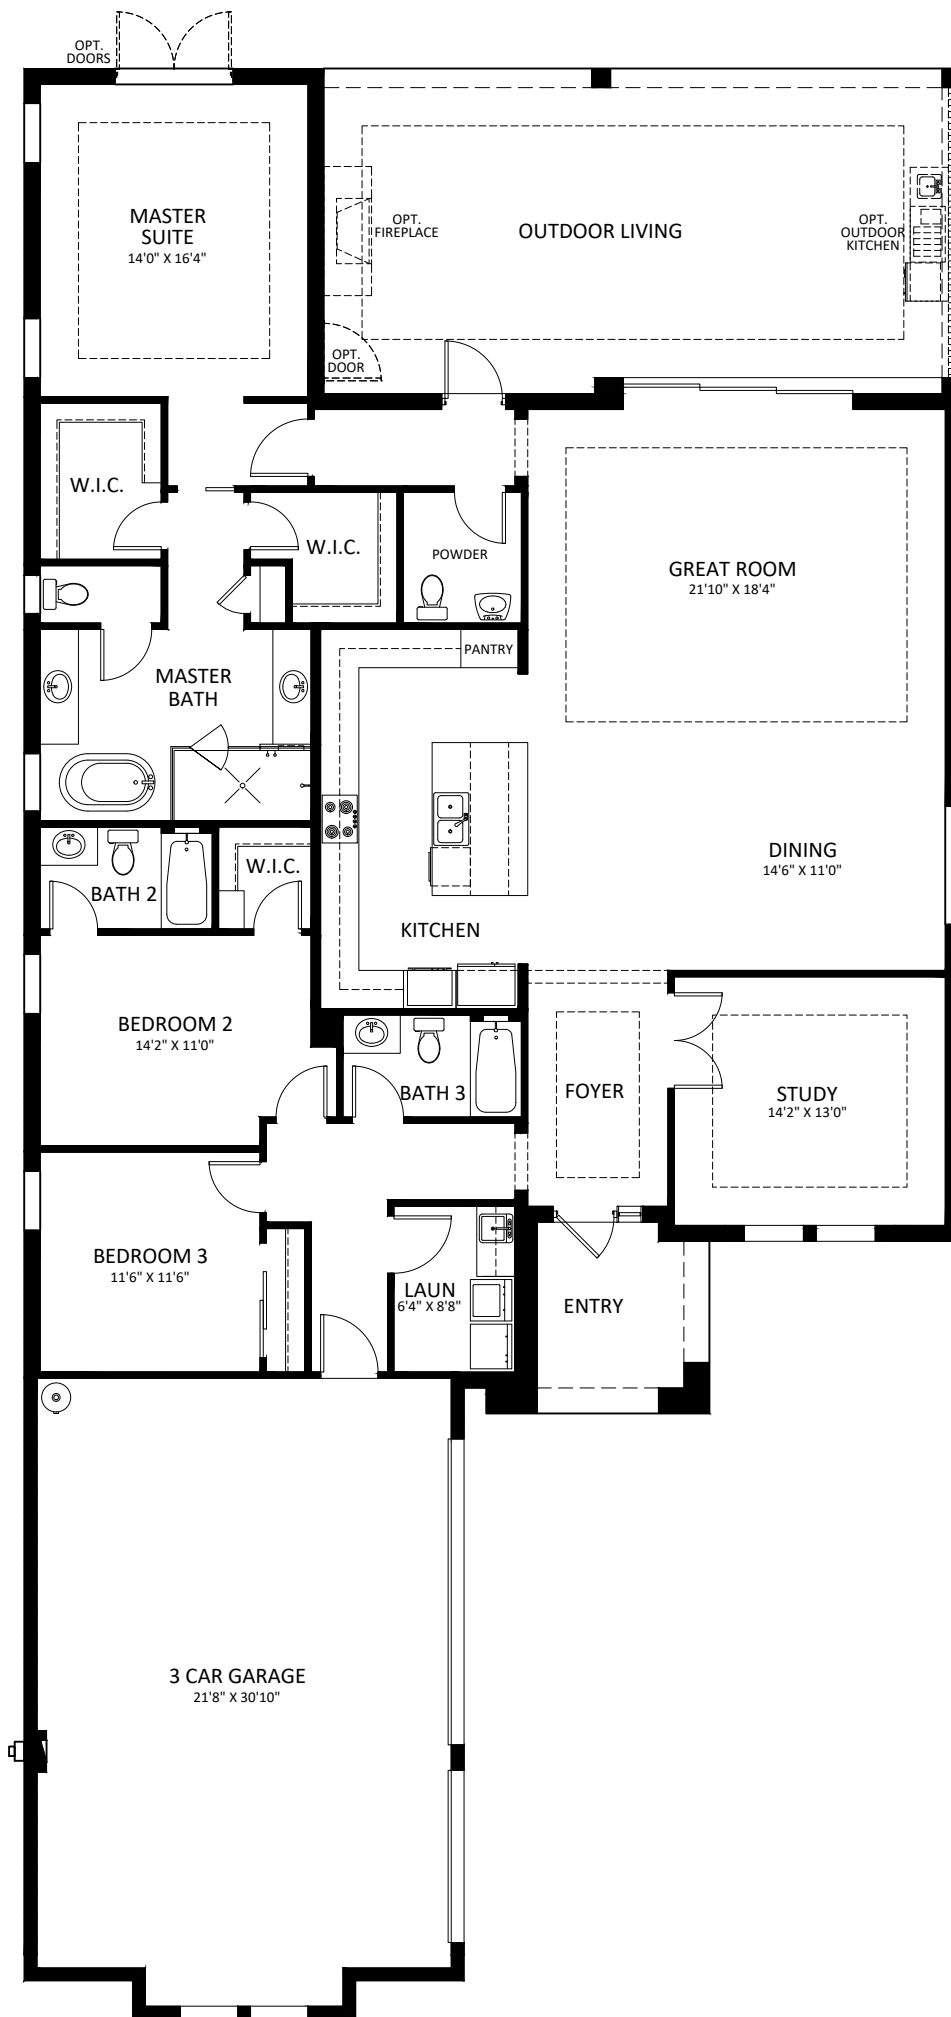 OPT.
DOORS
MASTER
SUITE
14'0" X 16'4"
OPT.
FIREPLACE
OUTDOOR LIVING
OPT.
OUTDOOR
KITCHEN
OPT.
DOOR
W.I.C.
W.I.C.
POWDER
GREAT ROOM
21'10" X 18'4"
PANTRY
MASTER
BATH
DINING
14'6" X 11'0"
W.I.C.
BATH 2
KITCHEN
BEDROOM 2
14'2" X 11'0"
BATH 3
FOYER
STUDY
14'2" X 13'0"
BEDROOM 3
11'6" X 11'6"
LAUN
6'4" X 8'8"
ENTRY
3 CAR GARAGE
21'8" X 30'10"